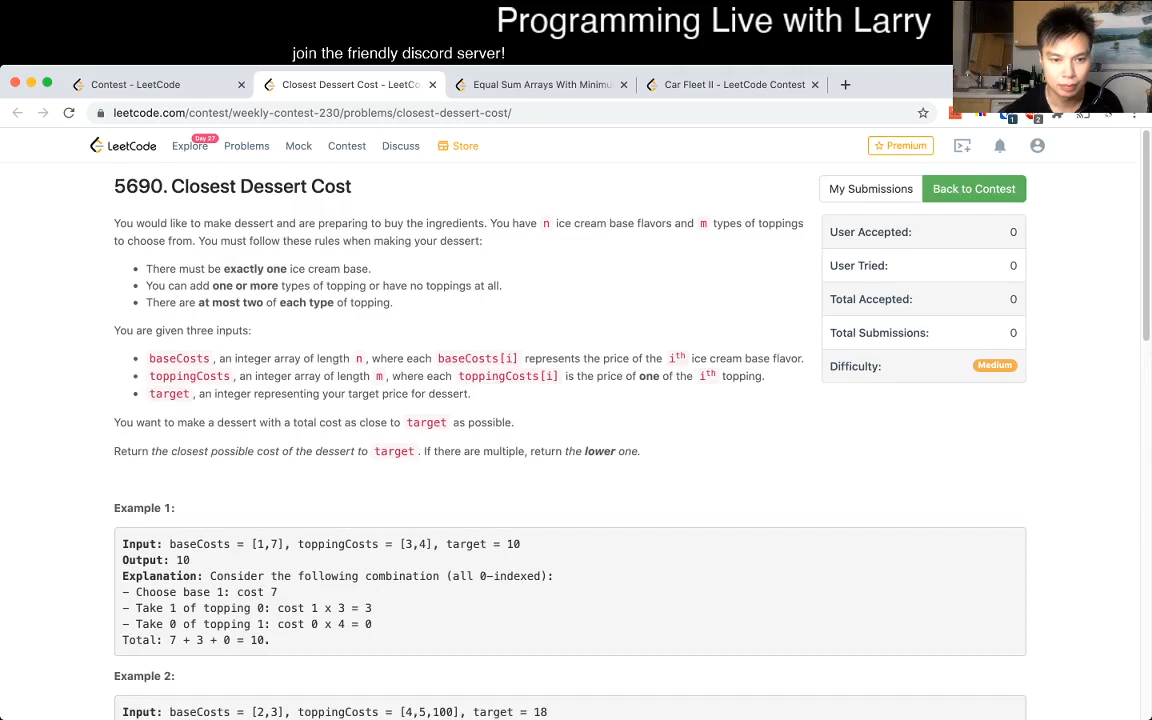 Programming Live with Larry
join the friendly discord server!
Contest - LeetCode
Closest Dessert Cost - LeetCo
Equal Sum Arrays With Minimu
Car Fleet II - LeetCode Contest
leetcode.com/contest/weekly-contest-230/problems/closest-dessert-cost/
LeetCode
Explore
Day 27
Problems
Mock
Contest
Discuss
Store
Premium
5690. Closest Dessert Cost
My Submissions
Back to Contest
You would like to make dessert and are preparing to buy the ingredients. You have n ice cream base flavors and m types of toppings
to choose from. You must follow these rules when making your dessert:
There must be exactly one ice cream base.
You can add one or more types of topping or have no toppings at all.
There are at most two of each type of topping.
You are given three inputs:
baseCosts, an integer array of length n, where each baseCosts[i] represents the price of the ith ice cream base flavor.
toppingCosts, an integer array of length m, where each toppingCosts[i] is the price of one of the ith topping.
target, an integer representing your target price for dessert.
You want to make a dessert with a total cost as close to target as possible.
Return the closest possible cost of the dessert to target. If there are multiple, return the lower one.
User Accepted: 0
User Tried: 0
Total Accepted: 0
Total Submissions: 0
Difficulty: Medium
Example 1:
Input: baseCosts = [1,7], toppingCosts = [3,4], target = 10
Output: 10
Explanation: Consider the following combination (all 0-indexed):
- Choose base 1: cost 7
- Take 1 of topping 0: cost 1 x 3 = 3
- Take 0 of topping 1: cost 0 x 4 = 0
Total: 7 + 3 + 0 = 10.
Example 2:
Input: baseCosts = [2,3], toppingCosts = [4,5,100], target = 18